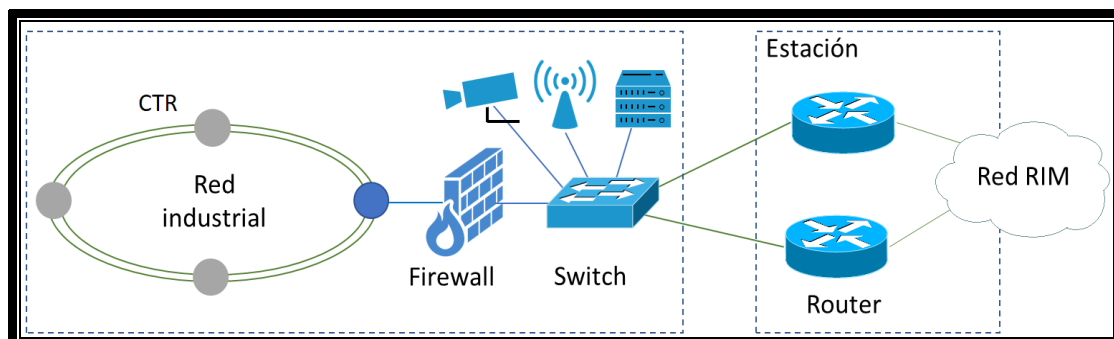 Estación
CTR
Red
industrial
Red RIM
Firewall
Switch
Router